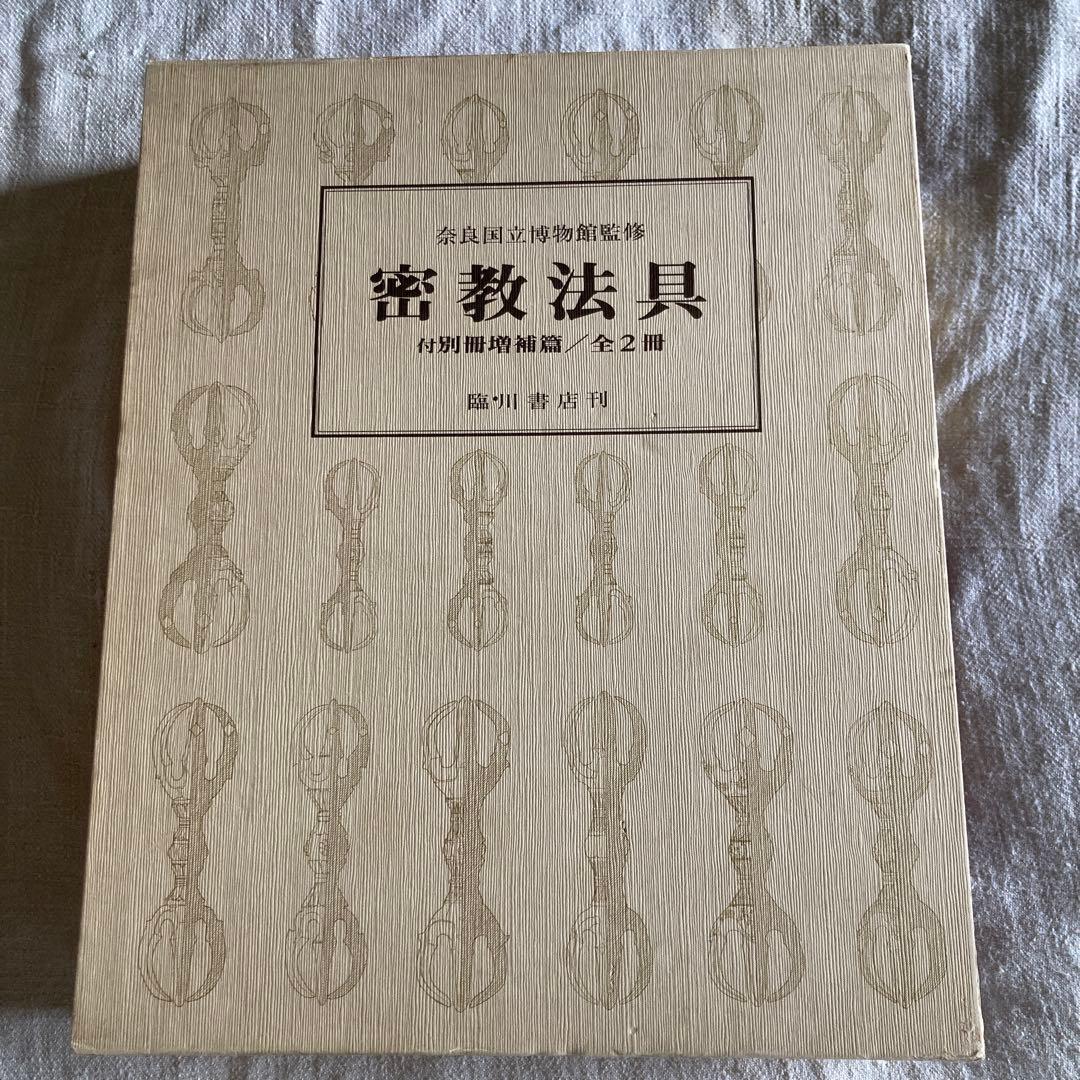 奈良国立博物館監修
密教法具
付別冊増補篇／全2冊
臨川書店刊